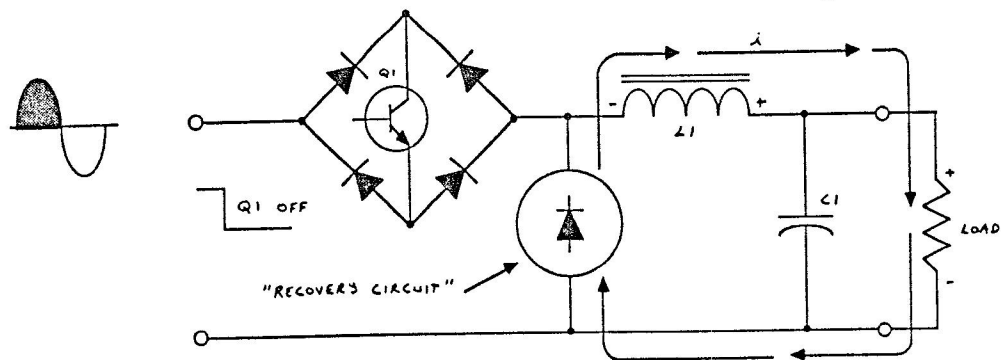 i
Q1
- +
L1
Q1 OFF
C1
+
LOAD
-
"RECOVERY CIRCUIT"